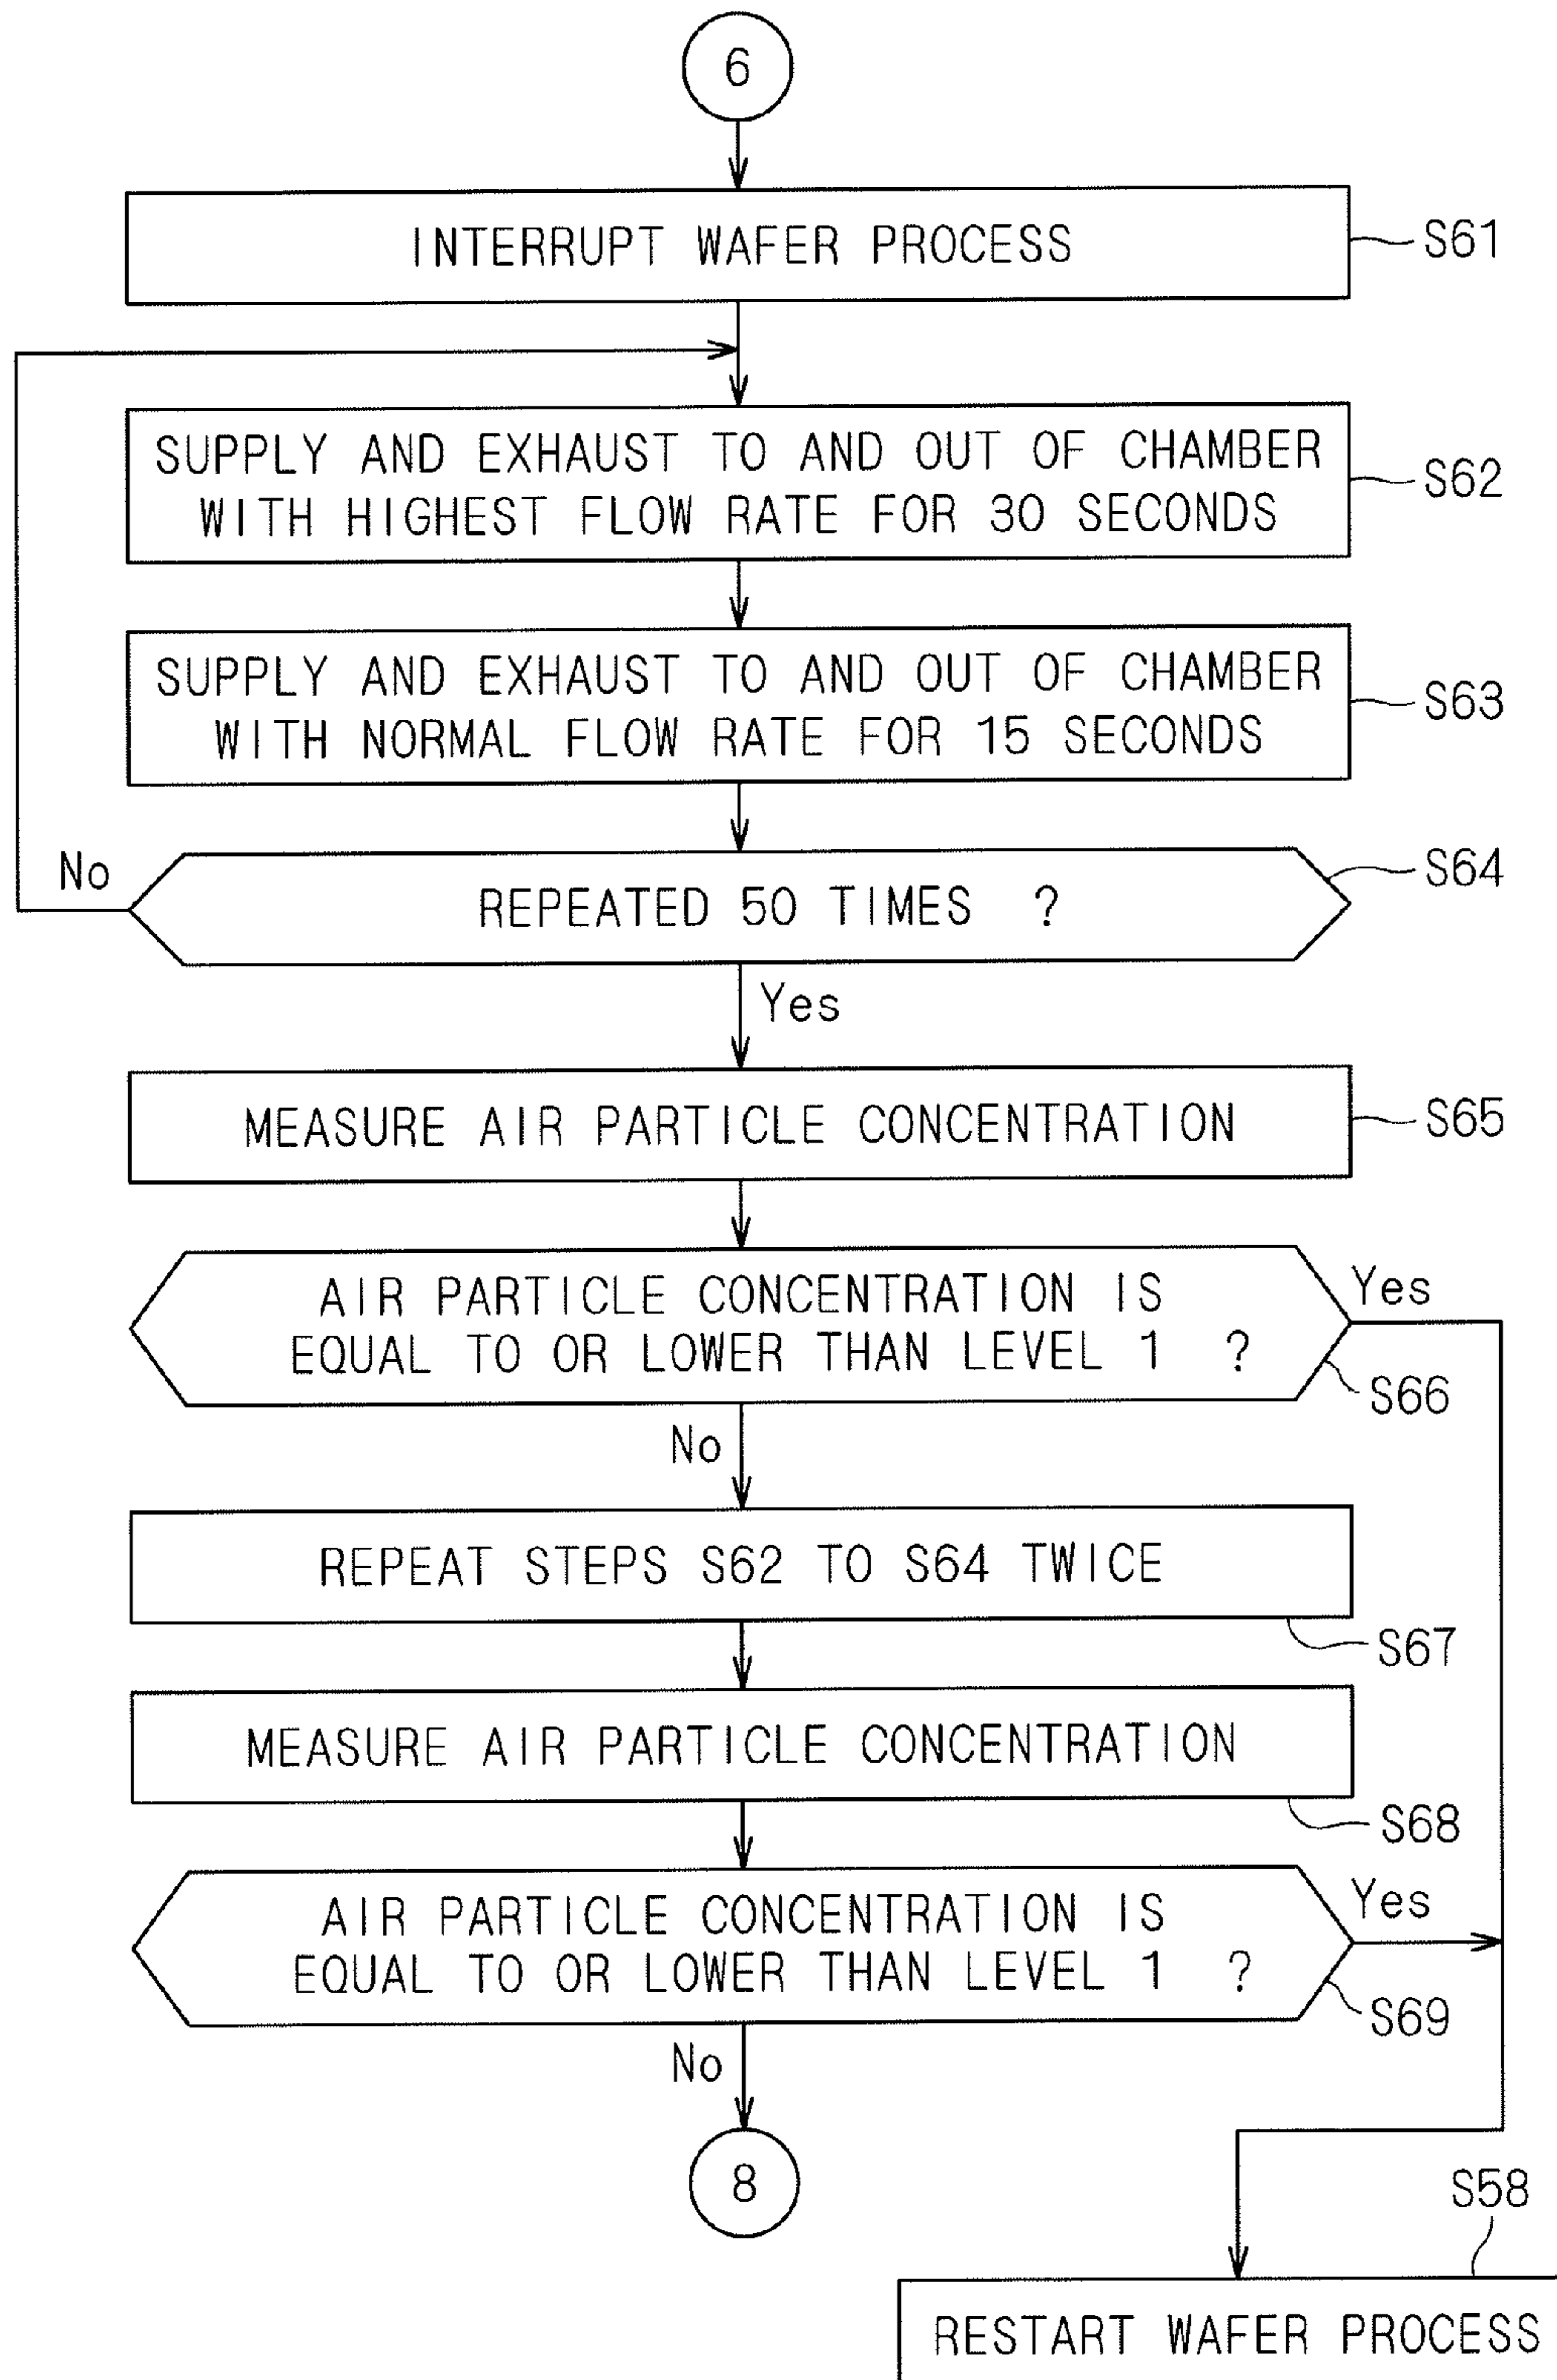 6
INTERRUPT WAFER PROCESS
S61
SUPPLY AND EXHAUST TO AND OUT OF CHAMBER
WITH HIGHEST FLOW RATE FOR 30 SECONDS
S62
SUPPLY AND EXHAUST TO AND OUT OF CHAMBER
WITH NORMAL FLOW RATE FOR 15 SECONDS
S63
No
REPEATED 50 TIMES ?
S64
Yes
MEASURE AIR PARTICLE CONCENTRATION
S65
AIR PARTICLE CONCENTRATION IS
EQUAL TO OR LOWER THAN LEVEL 1 ?
Yes
S66
No
REPEAT STEPS S62 TO S64 TWICE
S67
MEASURE AIR PARTICLE CONCENTRATION
S68
AIR PARTICLE CONCENTRATION IS
EQUAL TO OR LOWER THAN LEVEL 1 ?
Yes
S69
No
8
S58
RESTART WAFER PROCESS